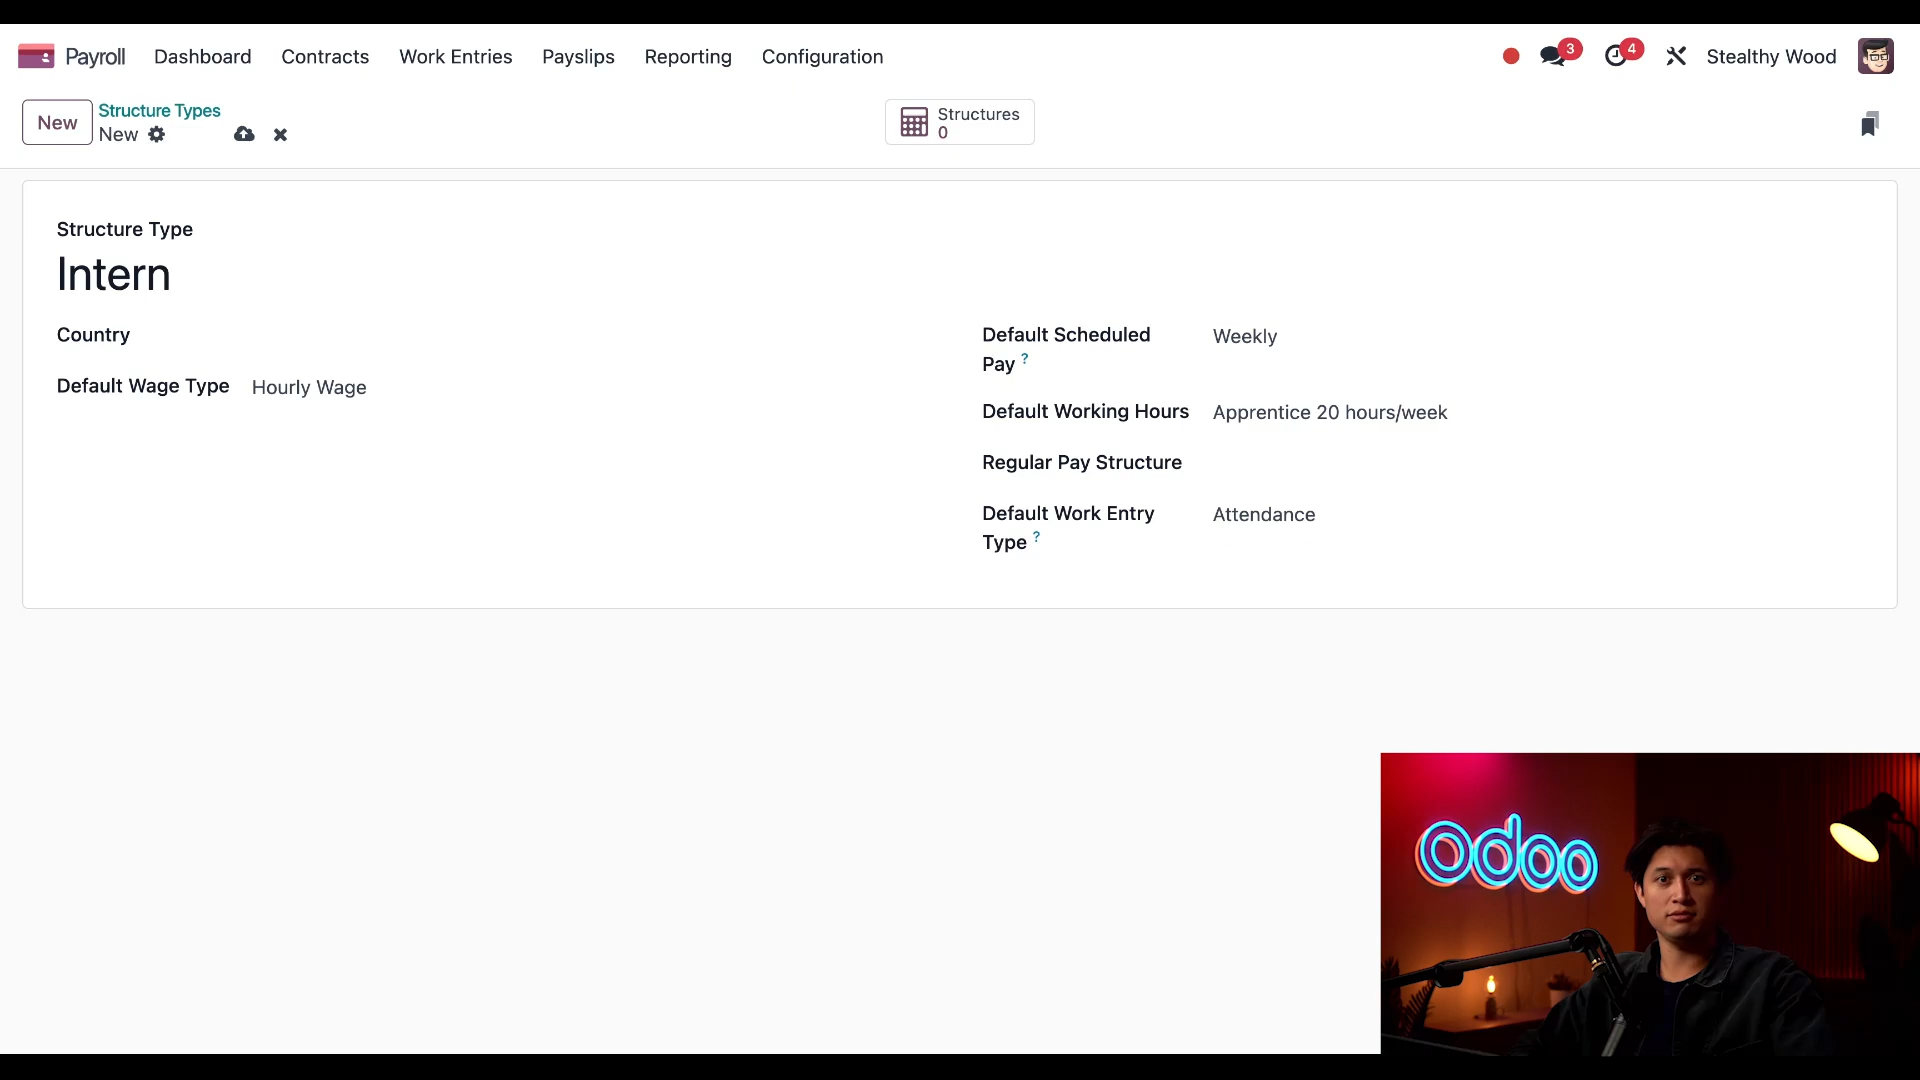 Payroll
Dashboard
Contracts
Work Entries
Payslips
Reporting
Configuration
3
4
Stealthy Wood
New
Structure Types
New
Structures
0
Structure Type
Intern
Country
Default Wage Type
Hourly Wage
Default Scheduled
Pay ?
Weekly
Default Working Hours
Apprentice 20 hours/week
Regular Pay Structure
Default Work Entry
Type ?
Attendance
odoo